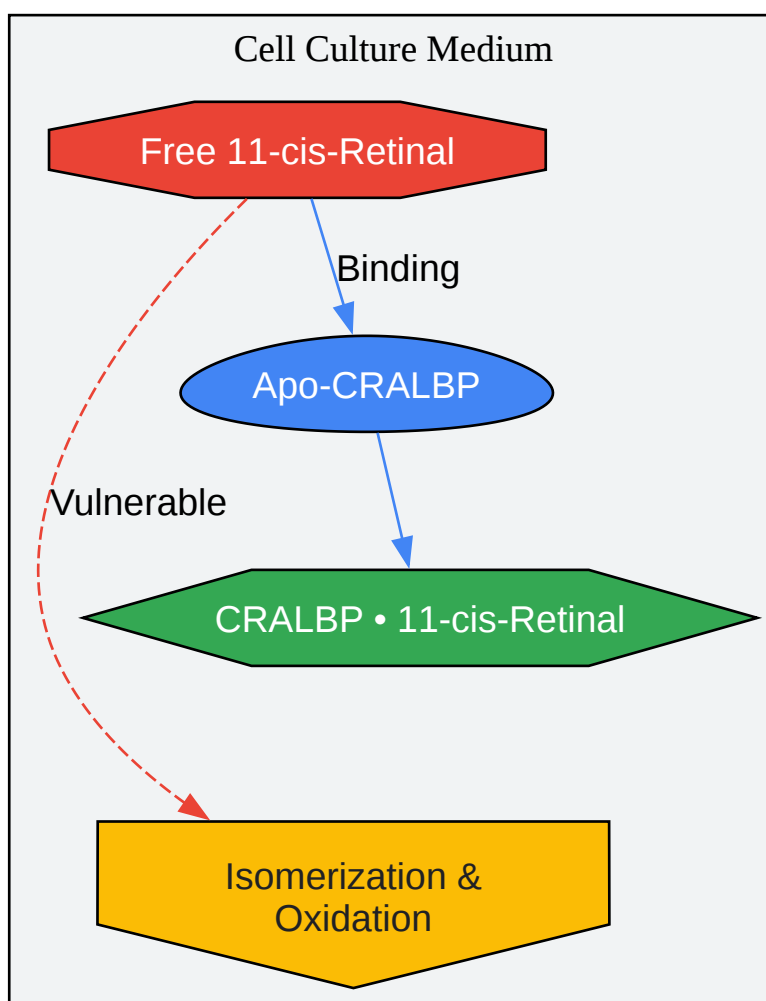 Cell Culture Medium
Free 11-cis-Retinal
Binding
Apo-CRALBP
Vulnerable
CRALBP • 11-cis-Retinal
Isomerization &
Oxidation